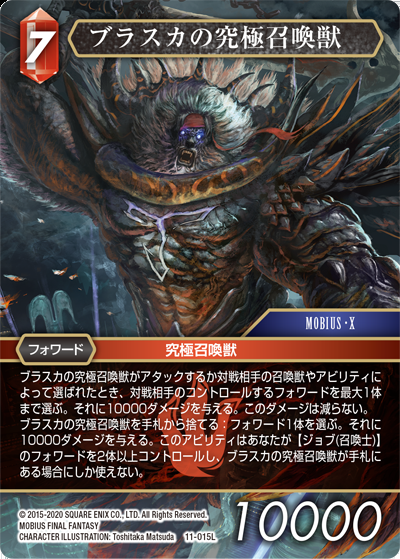 7
ブラスカの究極召喚獣
MOBIUS・X
フォワード
究極召喚獣
ブラスカの究極召喚獣がアタックするか対戦相手の召喚獣やアビリティに
よって選ばれたとき、対戦相手のコントロールするフォワードを最大1体
まで選ぶ。それに10000ダメージを与える。このダメージは減らない。
ブラスカの究極召喚獣を手札から捨てる：フォワード1体を選ぶ。それに
10000ダメージを与える。このアビリティはあなたが【ジョブ(召喚士)】
のフォワードを2体以上コントロールし、ブラスカの究極召喚獣が手札に
ある場合にしか使えない。
© 2015-2020 SQUARE ENIX CO., LTD. All Rights Reserved.
MOBIUS FINAL FANTASY
CHARACTER ILLUSTRATION: Toshitaka Matsuda 11-015L
10000